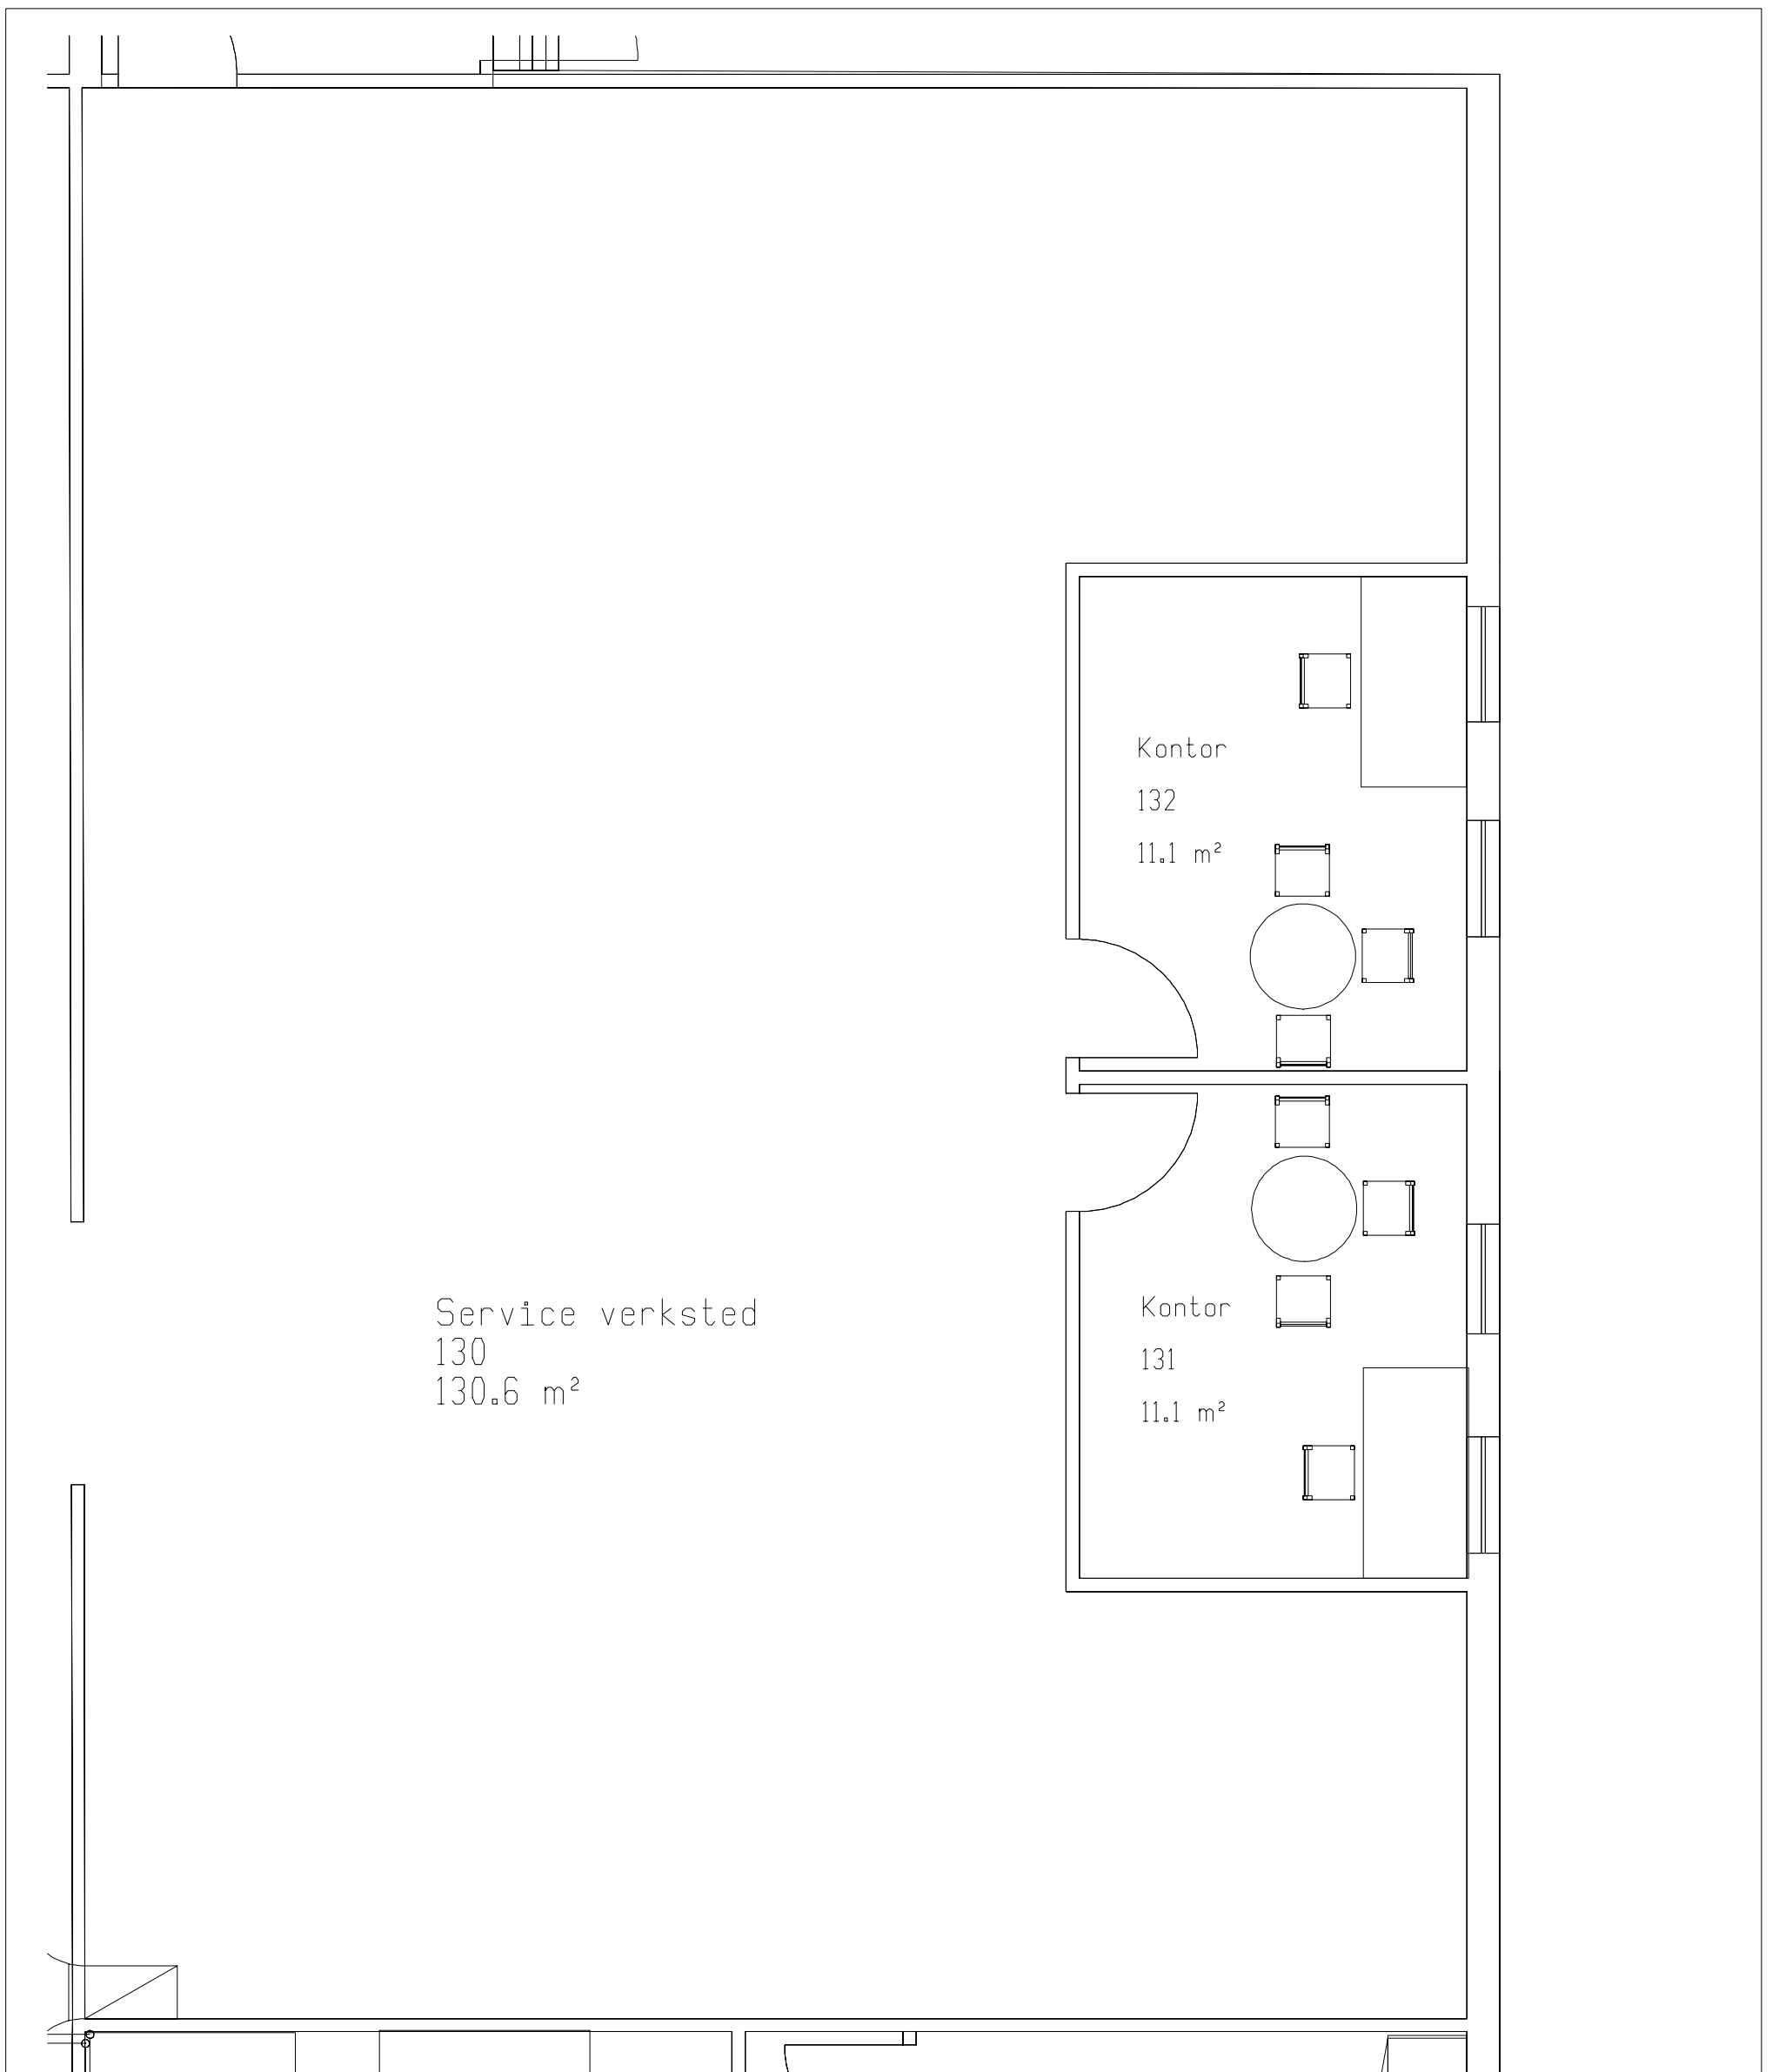 Kontor
132
11.1 m²
Service verksted
130
130.6 m²
Kontor
131
11.1 m²